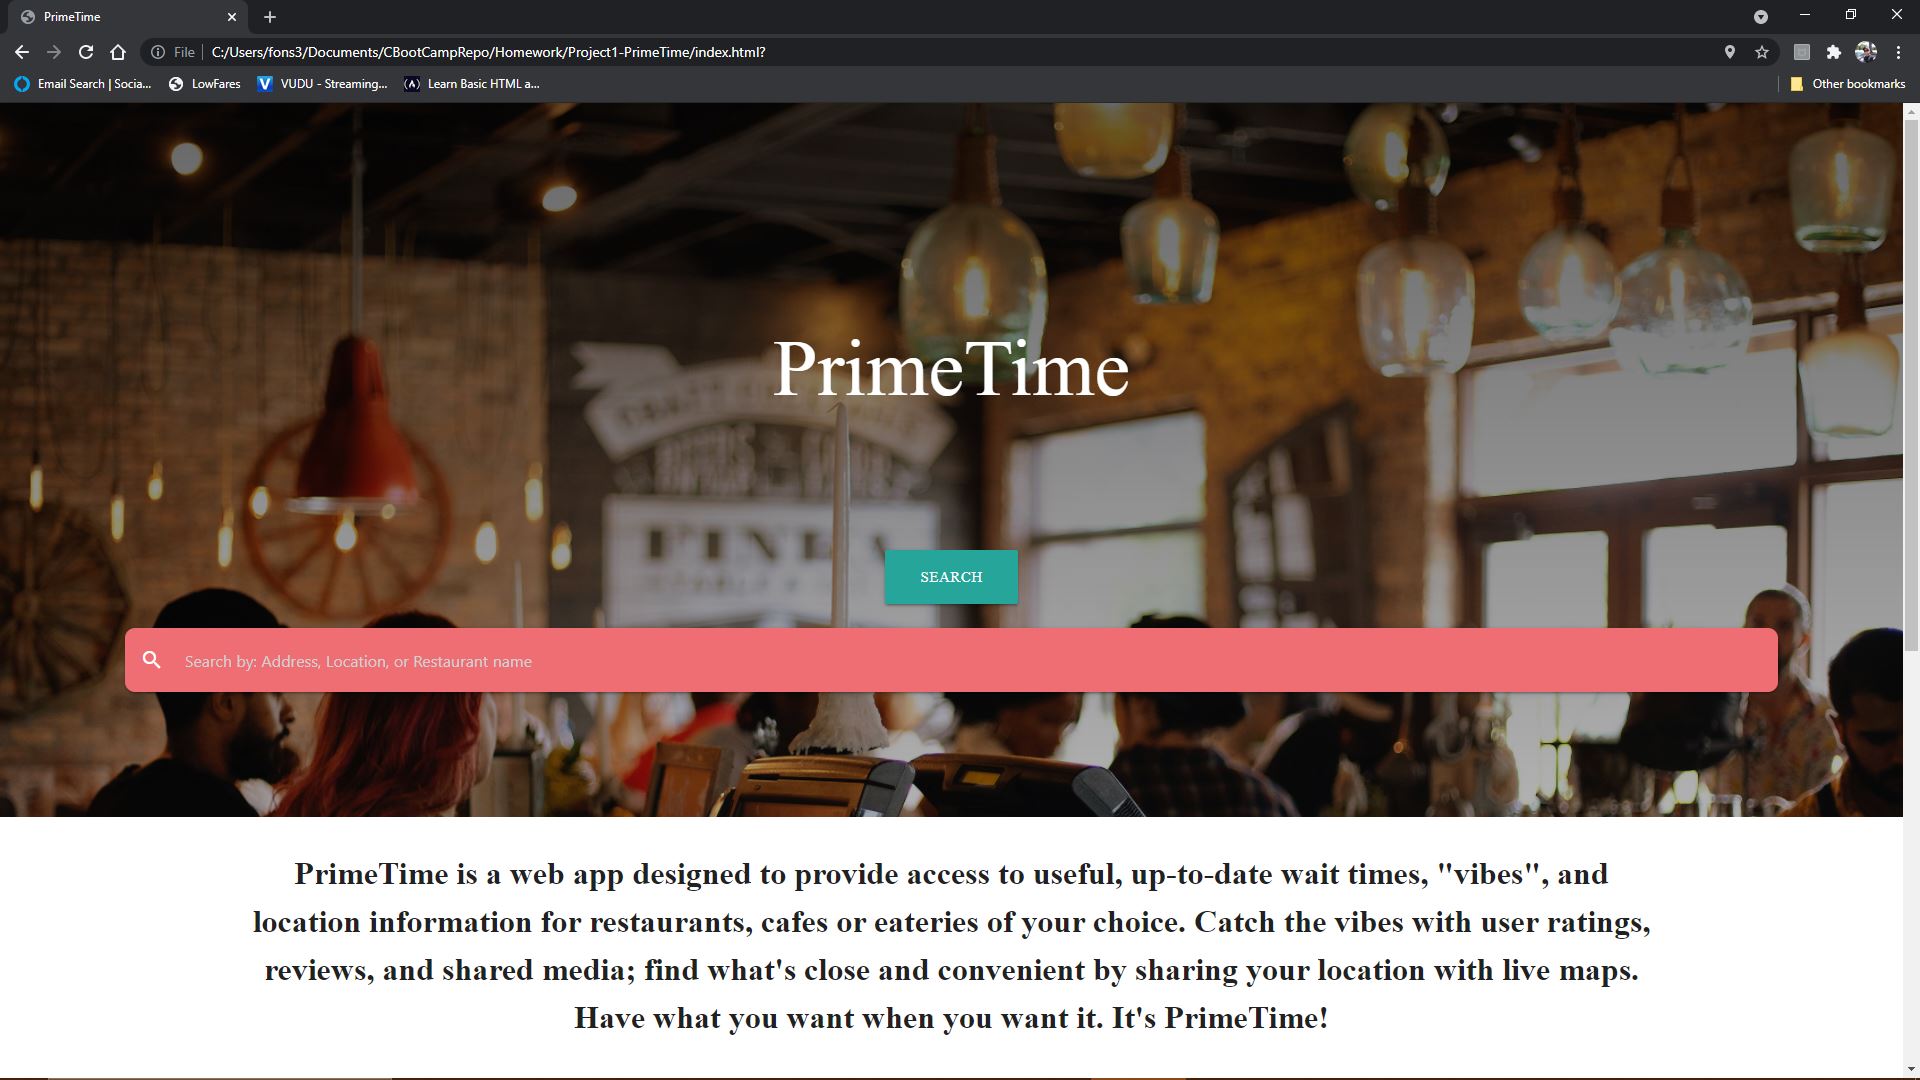 PrimeTime
File
C:/Users/fons3/Documents/CBootCampRepo/Homework/Project1-PrimeTime/index.html?
Email Search | Socia...
LowFares
VUDU - Streaming...
Learn Basic HTML a...
Other bookmarks
PrimeTime
SEARCH
Search by: Address, Location, or Restaurant name
PrimeTime is a web app designed to provide access to useful, up-to-date wait times, "vibes", and
location information for restaurants, cafes or eateries of your choice. Catch the vibes with user ratings,
reviews, and shared media; find what's close and convenient by sharing your location with live maps.
Have what you want when you want it. It's PrimeTime!